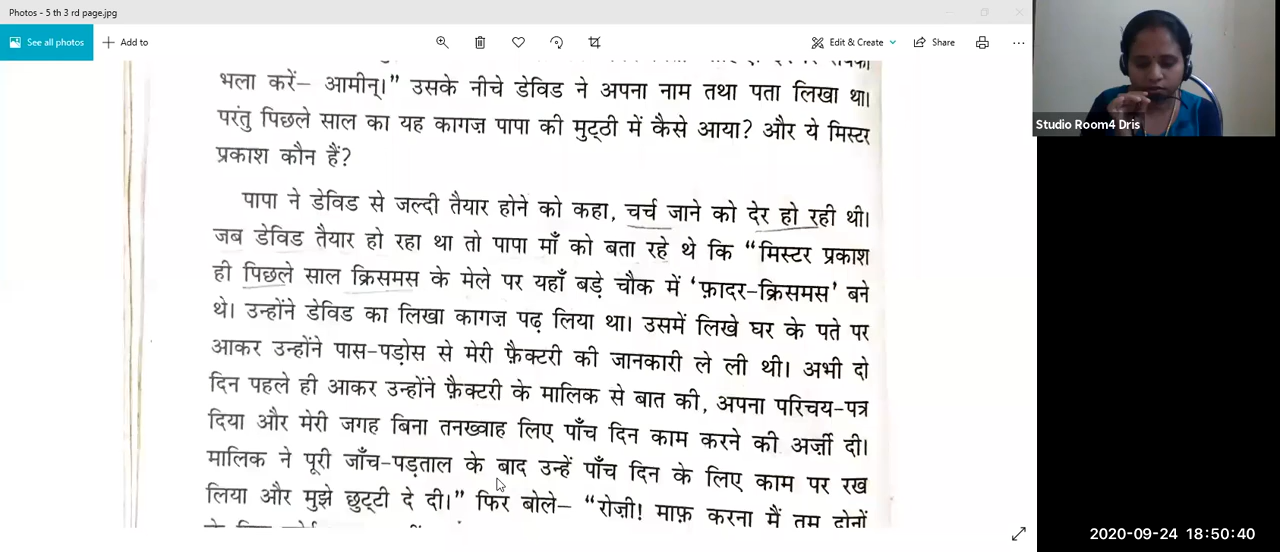 Photos - 5 th 3 rd page.jpg
See all photos
Add to
Edit & Create
Share
Studio Room4 Dris
भला करें– आमीन्।” उसके नीचे डेविड ने अपना नाम तथा पता लिखा था।
परंतु पिछले साल का यह कागज़ पापा की मुट्ठी में कैसे आया? और ये मिस्टर
प्रकाश कौन हैं?
पापा ने डेविड से जल्दी तैयार होने को कहा, चर्च जाने को देर हो रही थी।
जब डेविड तैयार हो रहा था तो पापा माँ को बता रहे थे कि “मिस्टर प्रकाश
ही पिछले साल क्रिसमस के मेले पर यहाँ बड़े चौक में ‘फ़ादर-क्रिसमस’ बने
थे। उन्होंने डेविड का लिखा कागज़ पढ़ लिया था। उसमें लिखे घर के पते पर
आकर उन्होंने पास-पड़ोस से मेरी फ़ैक्टरी की जानकारी ले ली थी। अभी दो
दिन पहले ही आकर उन्होंने फ़ैक्टरी के मालिक से बात की, अपना परिचय-पत्र
दिया और मेरी जगह बिना तनख्वाह लिए पाँच दिन काम करने की अर्ज़ी दी।
मालिक ने पूरी जाँच-पड़ताल के बाद उन्हें पाँच दिन के लिए काम पर रख
लिया और मुझे छुट्टी दे दी।” फिर बोले– “रोज़ी! माफ़ करना मैं तुम दोनों
2020-09-24 18:50:40